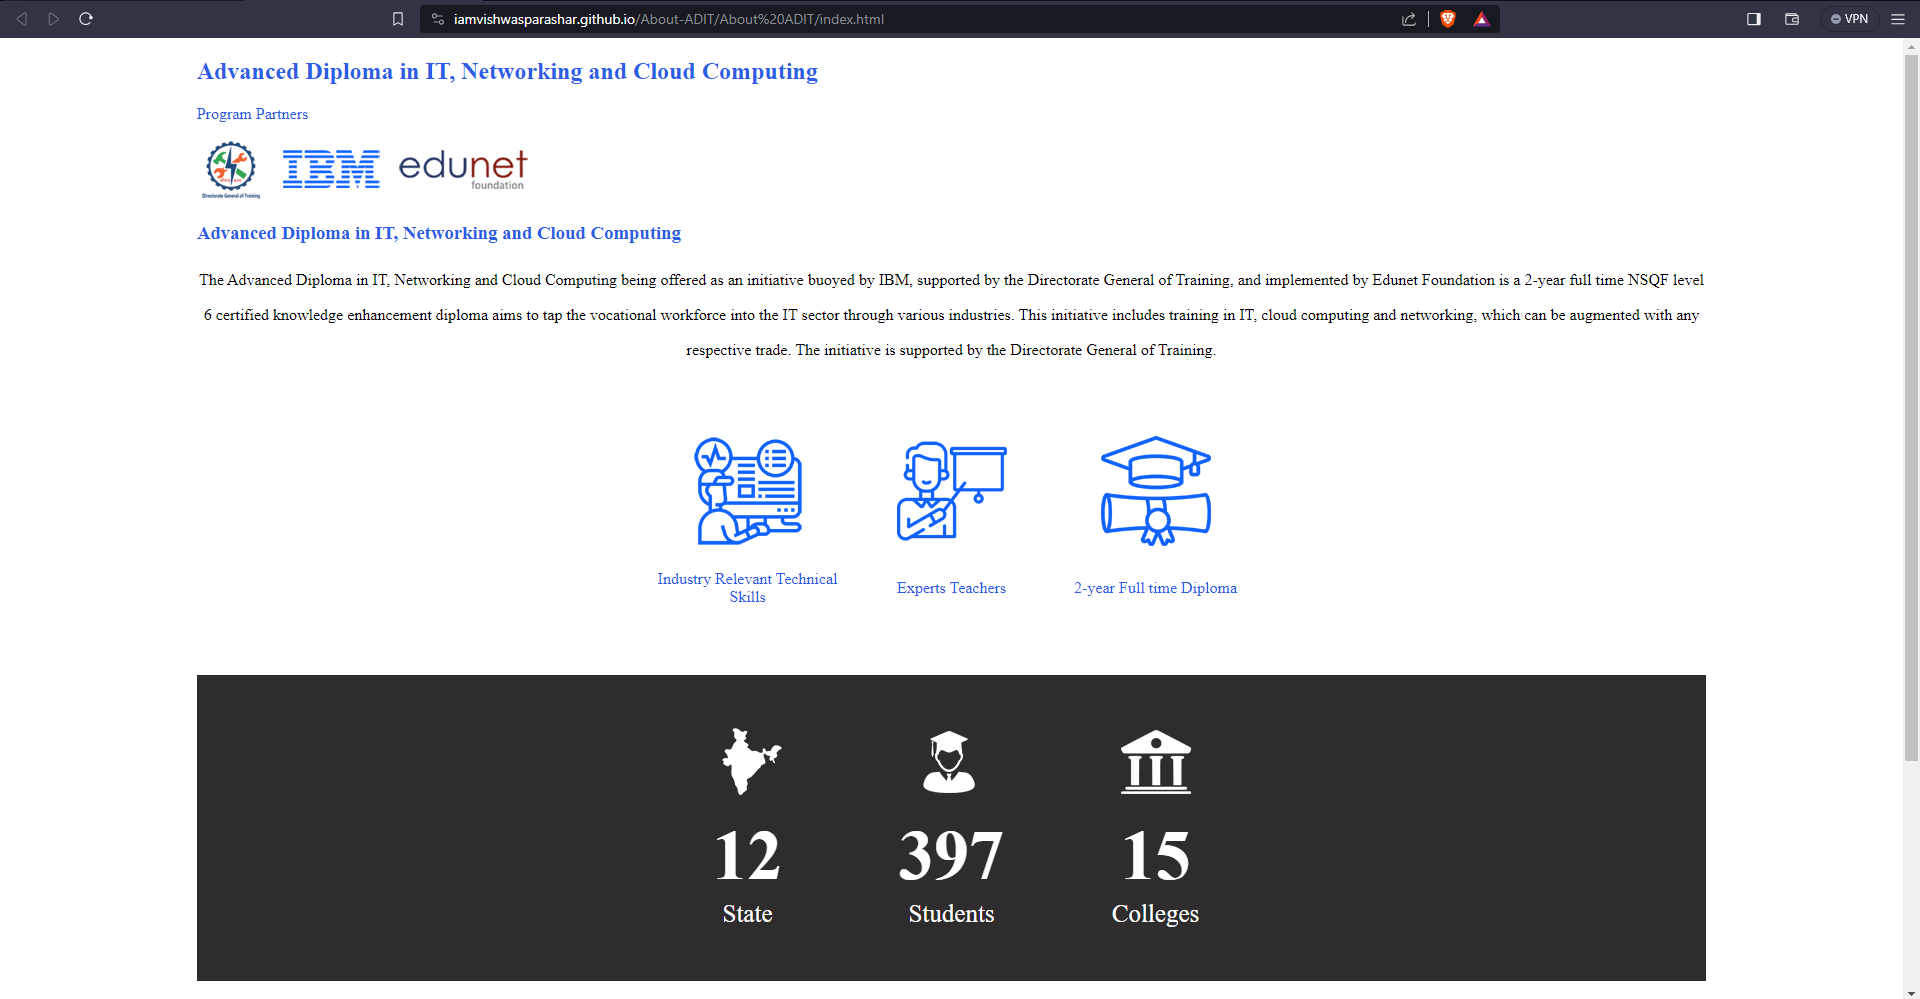 iamvishwasparashar.github.io/About-ADIT/About%20ADIT/index.html
VPN
Advanced Diploma in IT, Networking and Cloud Computing
Program Partners
Directorate General of Training
IBM
edunet
foundation
Advanced Diploma in IT, Networking and Cloud Computing
The Advanced Diploma in IT, Networking and Cloud Computing being offered as an initiative buoyed by IBM, supported by the Directorate General of Training, and implemented by Edunet Foundation is a 2-year full time NSQF level
6 certified knowledge enhancement diploma aims to tap the vocational workforce into the IT sector through various industries. This initiative includes training in IT, cloud computing and networking, which can be augmented with any
respective trade. The initiative is supported by the Directorate General of Training.
Industry Relevant Technical
Skills
Experts Teachers
2-year Full time Diploma
12
397
15
State
Students
Colleges